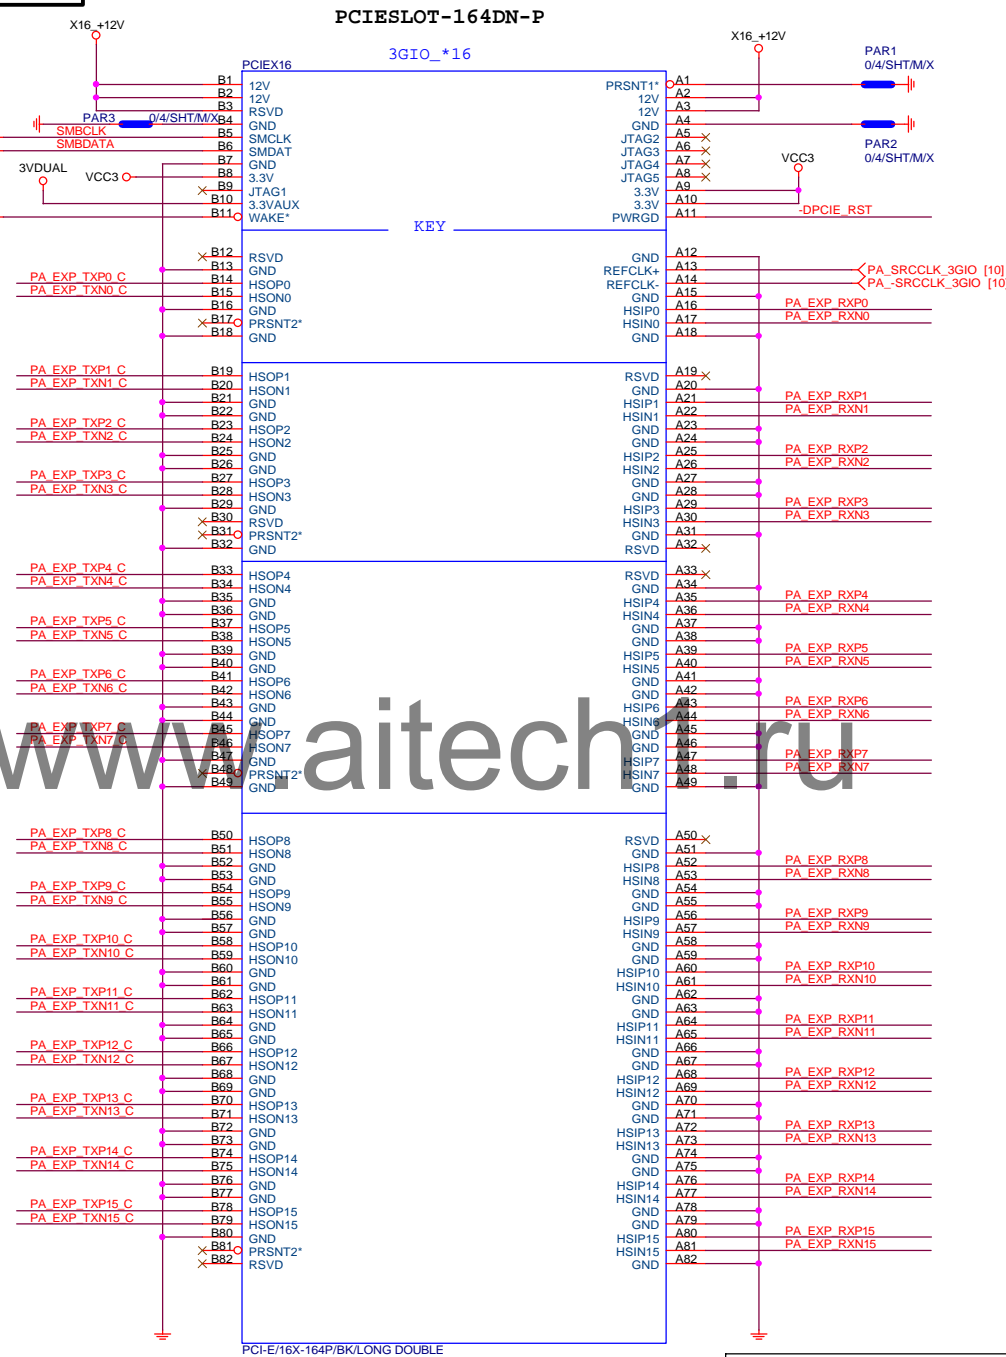 PCIESLOT-164DN-P
X16_+12V
3GIO_*16
X16_+12V
PCIEX16
PAR1
0/4/SHT/M/X
B1 12V PRSNT1* A1
B2 12V 12V A2
B3 RSVD 12V A3
PAR3 0/4/SHT/M/X B4 GND GND A4
SMBCLK B5 SMCLK JTAG2 A5
SMBDATA B6 SMDAT JTAG3 A6
PAR2
0/4/SHT/M/X
B7 GND JTAG4 A7
3VDUAL VCC3 B8 3.3V JTAG5 A8 VCC3
B9 JTAG1 3.3V A9
B10 3.3VAUX 3.3V A10
B11 WAKE* PWRGD A11 -DPCIE_RST
KEY
B12 RSVD GND A12
B13 GND REFCLK+ A13 PA_SRCCLK_3GIO [10]
PA_EXP_TXP0_C B14 HSOP0 REFCLK- A14 PA_-SRCCLK_3GIO [10
PA_EXP_TXN0_C B15 HSON0 GND A15
B16 GND HSIP0 A16 PA_EXP_RXP0
B17 PRSNT2* HSIN0 A17 PA_EXP_RXN0
B18 GND GND A18
PA_EXP_TXP1_C B19 HSOP1 RSVD A19
PA_EXP_TXN1_C B20 HSON1 GND A20
B21 GND HSIP1 A21 PA_EXP_RXP1
B22 GND HSIN1 A22 PA_EXP_RXN1
PA_EXP_TXP2_C B23 HSOP2 GND A23
PA_EXP_TXN2_C B24 HSON2 GND A24
B25 GND HSIP2 A25 PA_EXP_RXP2
B26 GND HSIN2 A26 PA_EXP_RXN2
PA_EXP_TXP3_C B27 HSOP3 GND A27
PA_EXP_TXN3_C B28 HSON3 GND A28
B29 GND HSIP3 A29 PA_EXP_RXP3
B30 RSVD HSIN3 A30 PA_EXP_RXN3
B31 PRSNT2* GND A31
B32 GND RSVD A32
PA_EXP_TXP4_C B33 HSOP4 RSVD A33
PA_EXP_TXN4_C B34 HSON4 GND A34
B35 GND HSIP4 A35 PA_EXP_RXP4
B36 GND HSIN4 A36 PA_EXP_RXN4
PA_EXP_TXP5_C B37 HSOP5 GND A37
PA_EXP_TXN5_C B38 HSON5 GND A38
B39 GND HSIP5 A39 PA_EXP_RXP5
B40 GND HSIN5 A40 PA_EXP_RXN5
PA_EXP_TXP6_C B41 HSOP6 GND A41
PA_EXP_TXN6_C B42 HSON6 GND A42
B43 GND HSIP6 A43 PA_EXP_RXP6
B44 GND HSIN6 A44 PA_EXP_RXN6
PA_EXP_TXP7_C B45 HSOP7 GND A45
PA_EXP_TXN7_C B46 HSON7 GND A46
B47 GND HSIP7 A47 PA_EXP_RXP7
B48 PRSNT2* HSIN7 A48 PA_EXP_RXN7
B49 GND GND A49
www.aitech1.ru
PA_EXP_TXP8_C B50 HSOP8 RSVD A50
PA_EXP_TXN8_C B51 HSON8 GND A51
B52 GND HSIP8 A52 PA_EXP_RXP8
B53 GND HSIN8 A53 PA_EXP_RXN8
PA_EXP_TXP9_C B54 HSOP9 GND A54
PA_EXP_TXN9_C B55 HSON9 GND A55
B56 GND HSIP9 A56 PA_EXP_RXP9
B57 GND HSIN9 A57 PA_EXP_RXN9
PA_EXP_TXP10_C B58 HSOP10 GND A58
PA_EXP_TXN10_C B59 HSON10 GND A59
B60 GND HSIP10 A60 PA_EXP_RXP10
B61 GND HSIN10 A61 PA_EXP_RXN10
PA_EXP_TXP11_C B62 HSOP11 GND A62
PA_EXP_TXN11_C B63 HSON11 GND A63
B64 GND HSIP11 A64 PA_EXP_RXP11
B65 GND HSIN11 A65 PA_EXP_RXN11
PA_EXP_TXP12_C B66 HSOP12 GND A66
PA_EXP_TXN12_C B67 HSON12 GND A67
B68 GND HSIP12 A68 PA_EXP_RXP12
B69 GND HSIN12 A69 PA_EXP_RXN12
PA_EXP_TXP13_C B70 HSOP13 GND A70
PA_EXP_TXN13_C B71 HSON13 GND A71
B72 GND HSIP13 A72 PA_EXP_RXP13
B73 GND HSIN13 A73 PA_EXP_RXN13
PA_EXP_TXP14_C B74 HSOP14 GND A74
PA_EXP_TXN14_C B75 HSON14 GND A75
B76 GND HSIP14 A76 PA_EXP_RXP14
B77 GND HSIN14 A77 PA_EXP_RXN14
PA_EXP_TXP15_C B78 HSOP15 GND A78
PA_EXP_TXN15_C B79 HSON15 GND A79
B80 GND HSIP15 A80 PA_EXP_RXP15
B81 PRSNT2* HSIN15 A81 PA_EXP_RXN15
B82 RSVD GND A82
PCI-E/16X-164P/BK/LONG DOUBLE